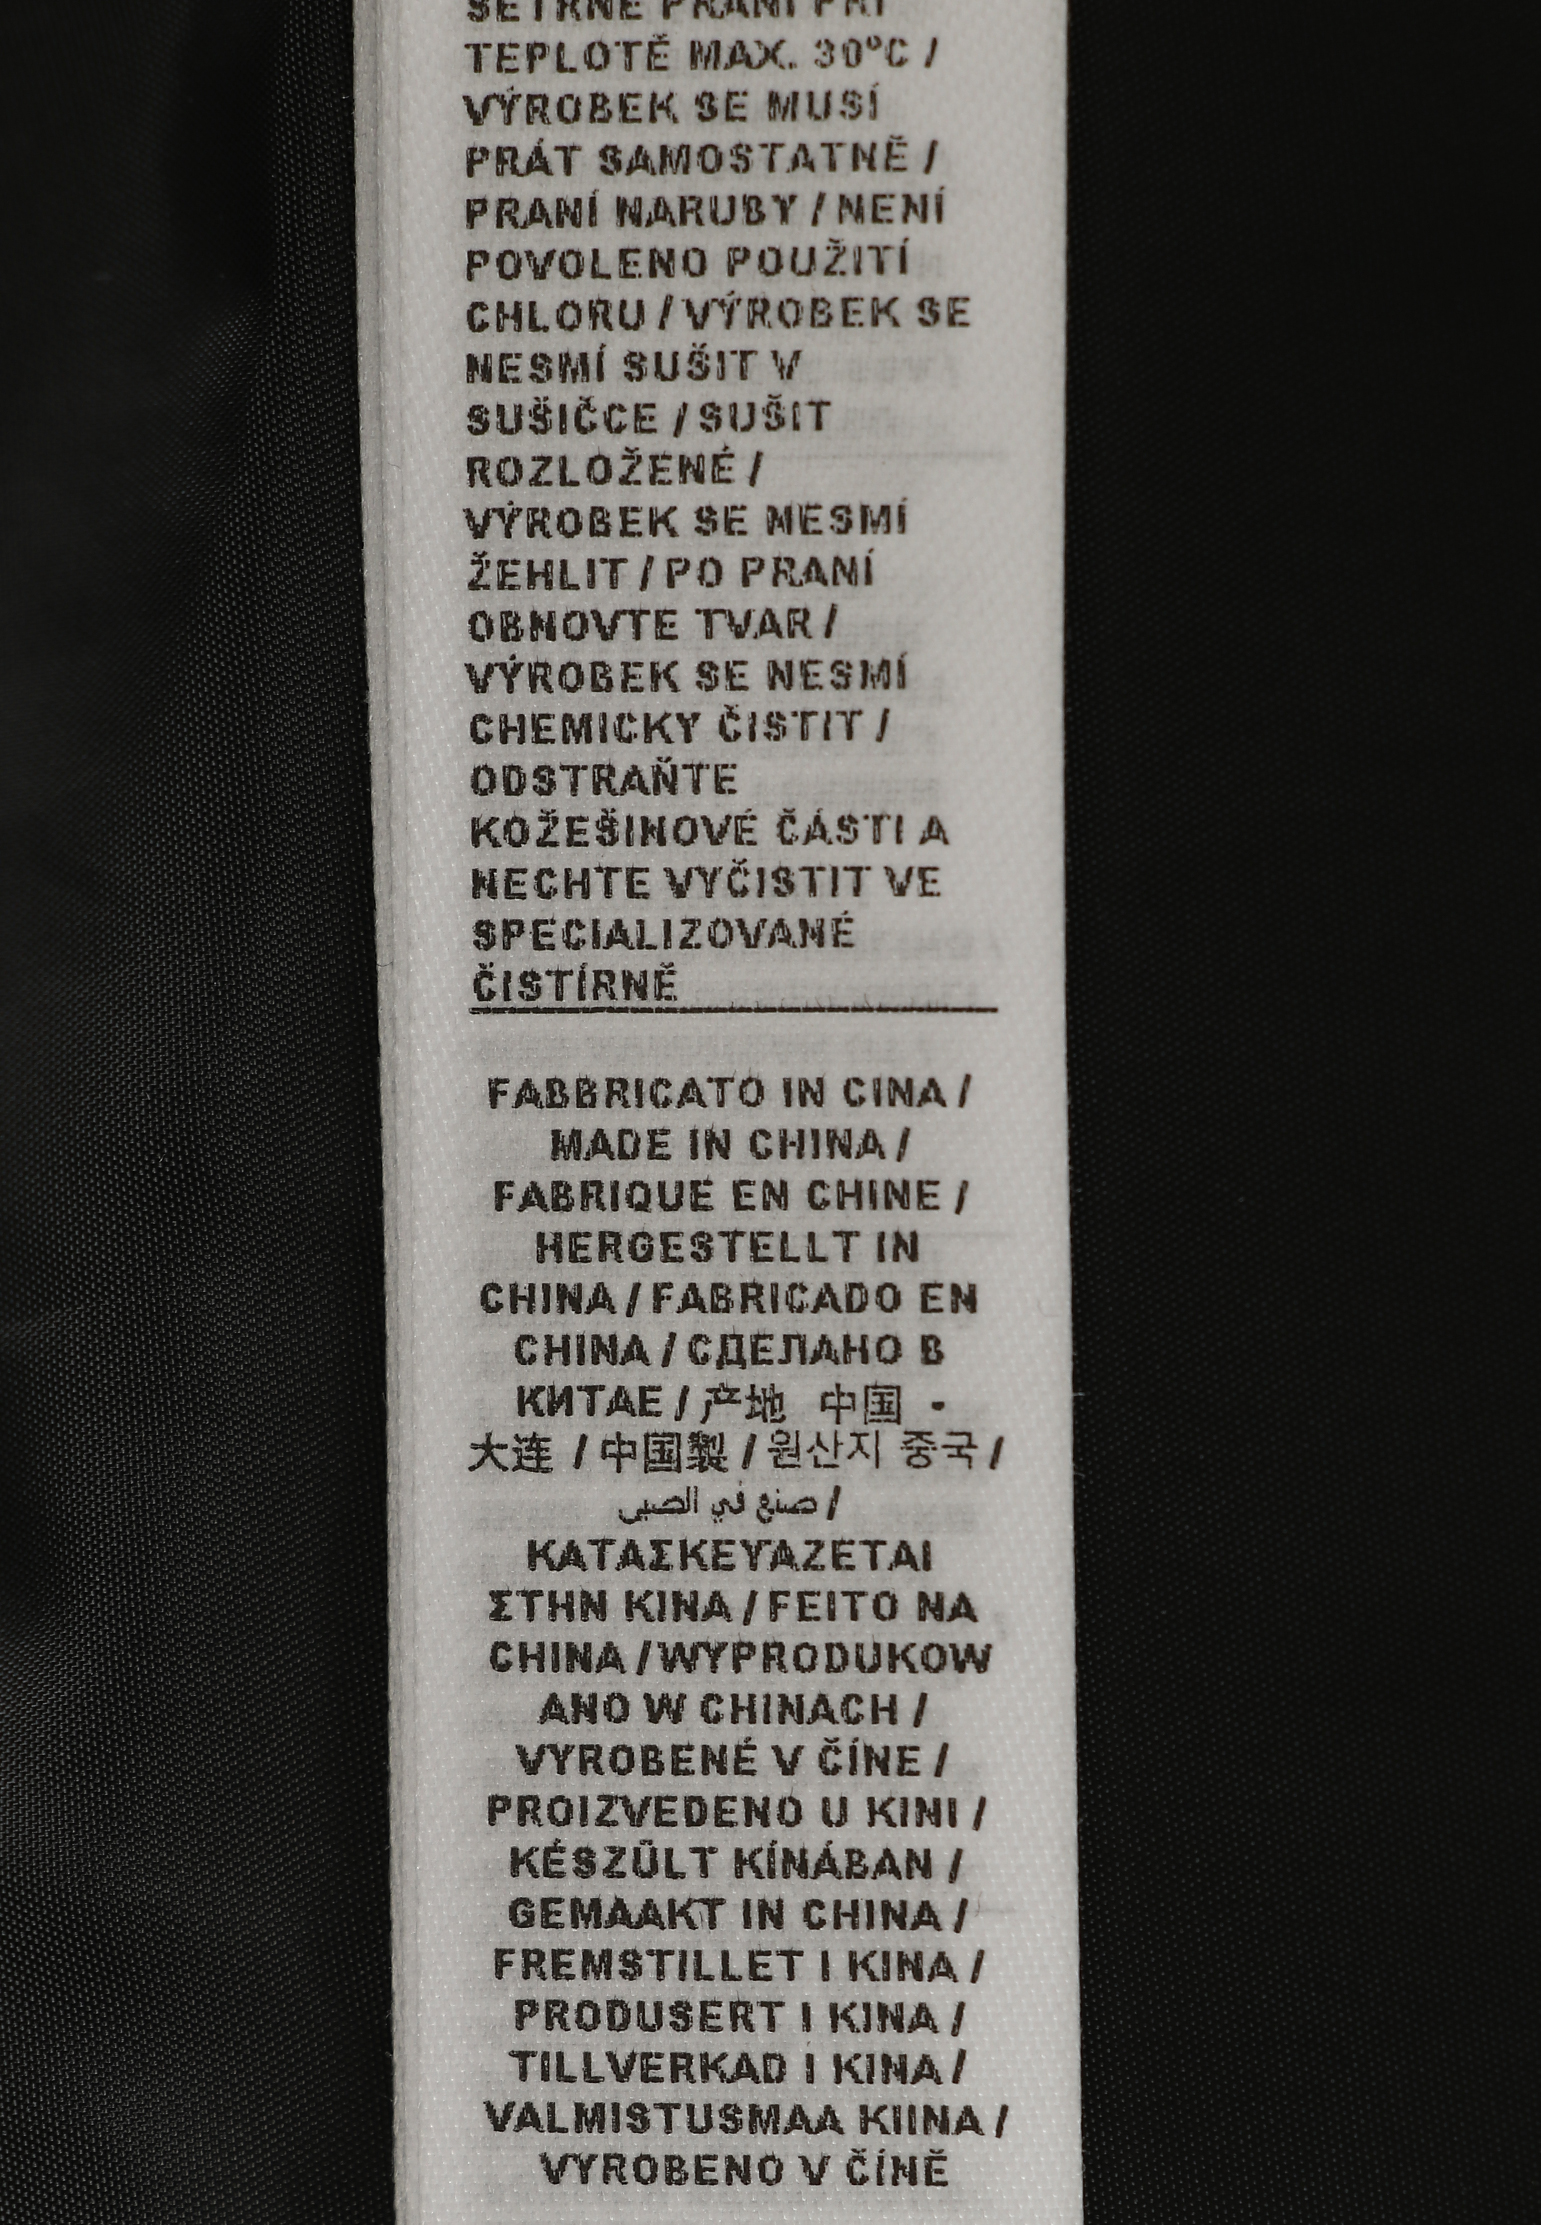 ŠETRNÉ PRANÍ PŘI
TEPLOTĚ MAX. 30°C /
VÝROBEK SE MUSÍ
PRÁT SAMOSTATNĚ /
PRANÍ NARUBY / NENÍ
POVOLENO POUŽITÍ
CHLORU / VÝROBEK SE
NESMÍ SUŠIT V
SUŠIČCE / SUŠIT
ROZLOŽENÉ /
VÝROBEK SE NESMÍ
ŽEHLIT / PO PRANÍ
OBNOVTE TVAR /
VÝROBEK SE NESMÍ
CHEMICKY ČISTIT /
ODSTRAŇTE
KOŽEŠINOVÉ ČÁSTI A
NECHTE VYČISTIT VE
SPECIALIZOVANÉ
ČISTÍRNĚ
FABBRICATO IN CINA /
MADE IN CHINA /
FABRIQUÉ EN CHINE /
HERGESTELLT IN
CHINA / FABRICADO EN
CHINA / СДЕЛАНО В
КИТАЕ / 产地 中国 •
大连 / 中国製 / 원산지 중국 /
صنع في الصين /
ΚΑΤΑΣΚΕΥΑΖΕΤΑΙ
ΣΤΗΝ ΚΙΝΑ / FEITO NA
CHINA / WYPRODUKOW
ANO W CHINACH /
VYROBENÉ V ČÍNE /
PROIZVEDENO U KINI /
KÉSZÜLT KÍNÁBAN /
GEMAAKT IN CHINA /
FREMSTILLET I KINA /
PRODUSERT I KINA /
TILLVERKAD I KINA /
VALMISTUSMAA KIINA /
VYROBENO V ČÍNĚ